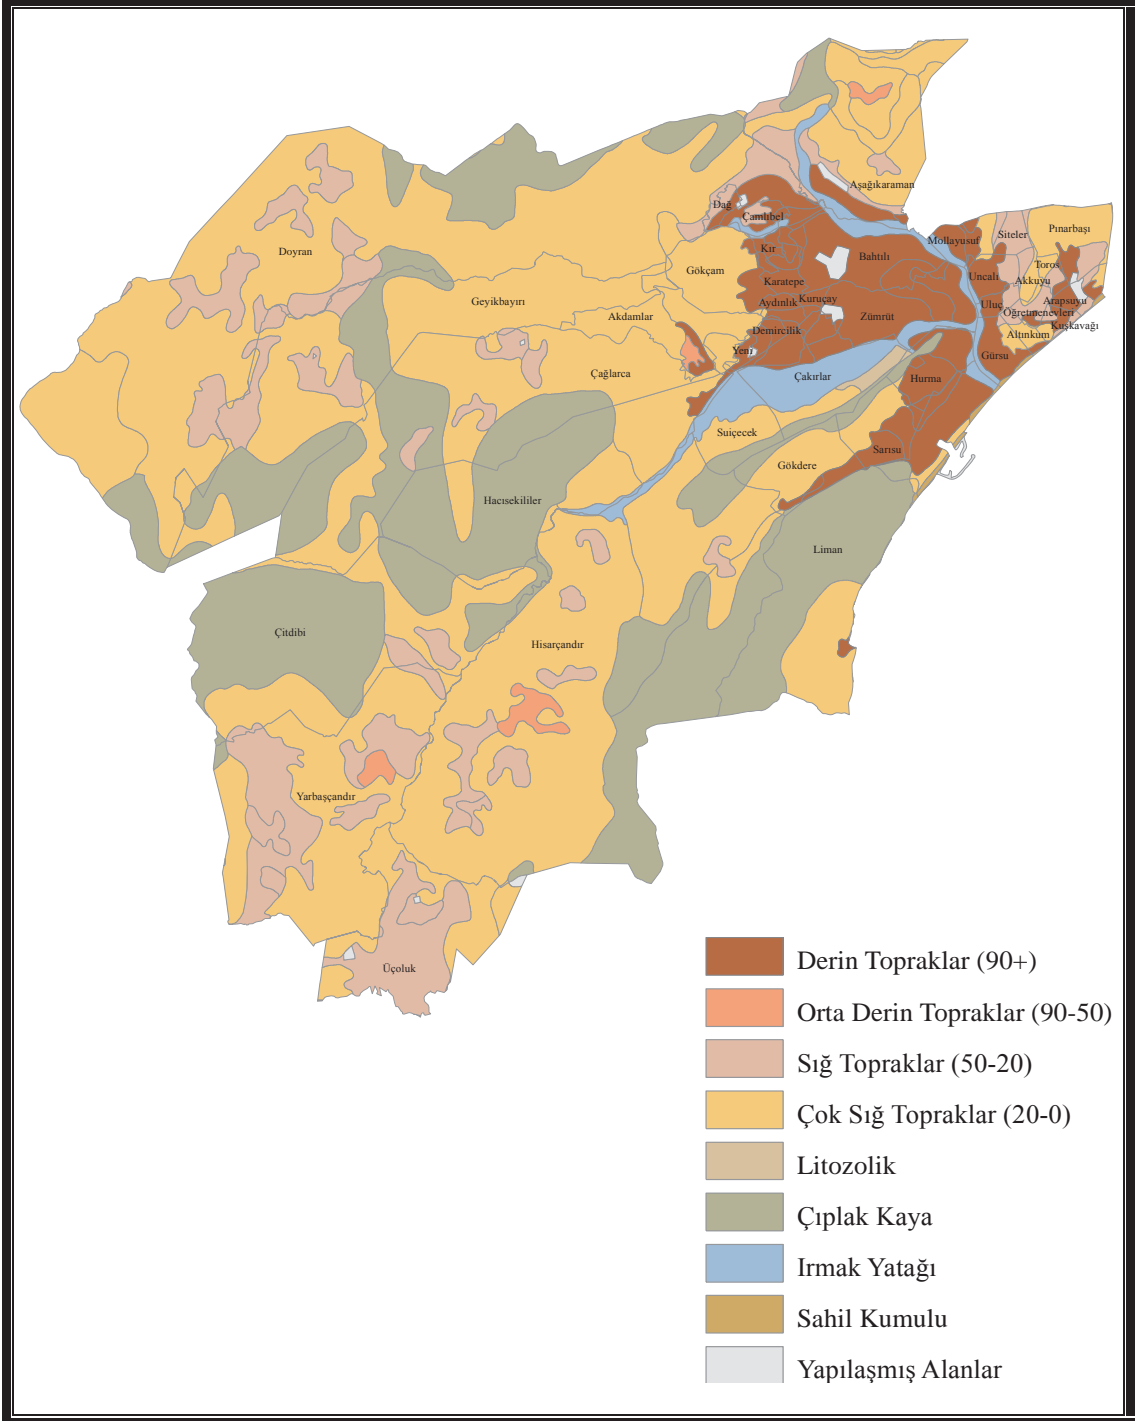 Aşağıkaraman
Dağ
Çamlıbel
Pınarbaşı
Siteler
Mollayusuf
Doyran
Kır
Bahtılı
Toros
Gökçam
Uncalı
Akkuyu
Karatepe
Geyikbayırı
Aydınlık
Kuruçay
Uluç
Arapsuyu
Öğretmenevleri
Akdamlar
Zümrüt
Kuşkavağı
Demircilik
Altınkum
Yeni
Gürsu
Çağlarca
Çakırlar
Hurma
Suiçecek
Sarısu
Gökdere
Hacısekililer
Liman
Çitdibi
Hisarçandır
Yarbaşçandır
Üçoluk
Derin Topraklar (90+)
Orta Derin Topraklar (90-50)
Sığ Topraklar (50-20)
Çok Sığ Topraklar (20-0)
Litozolik
Çıplak Kaya
Irmak Yatağı
Sahil Kumulu
Yapılaşmış Alanlar